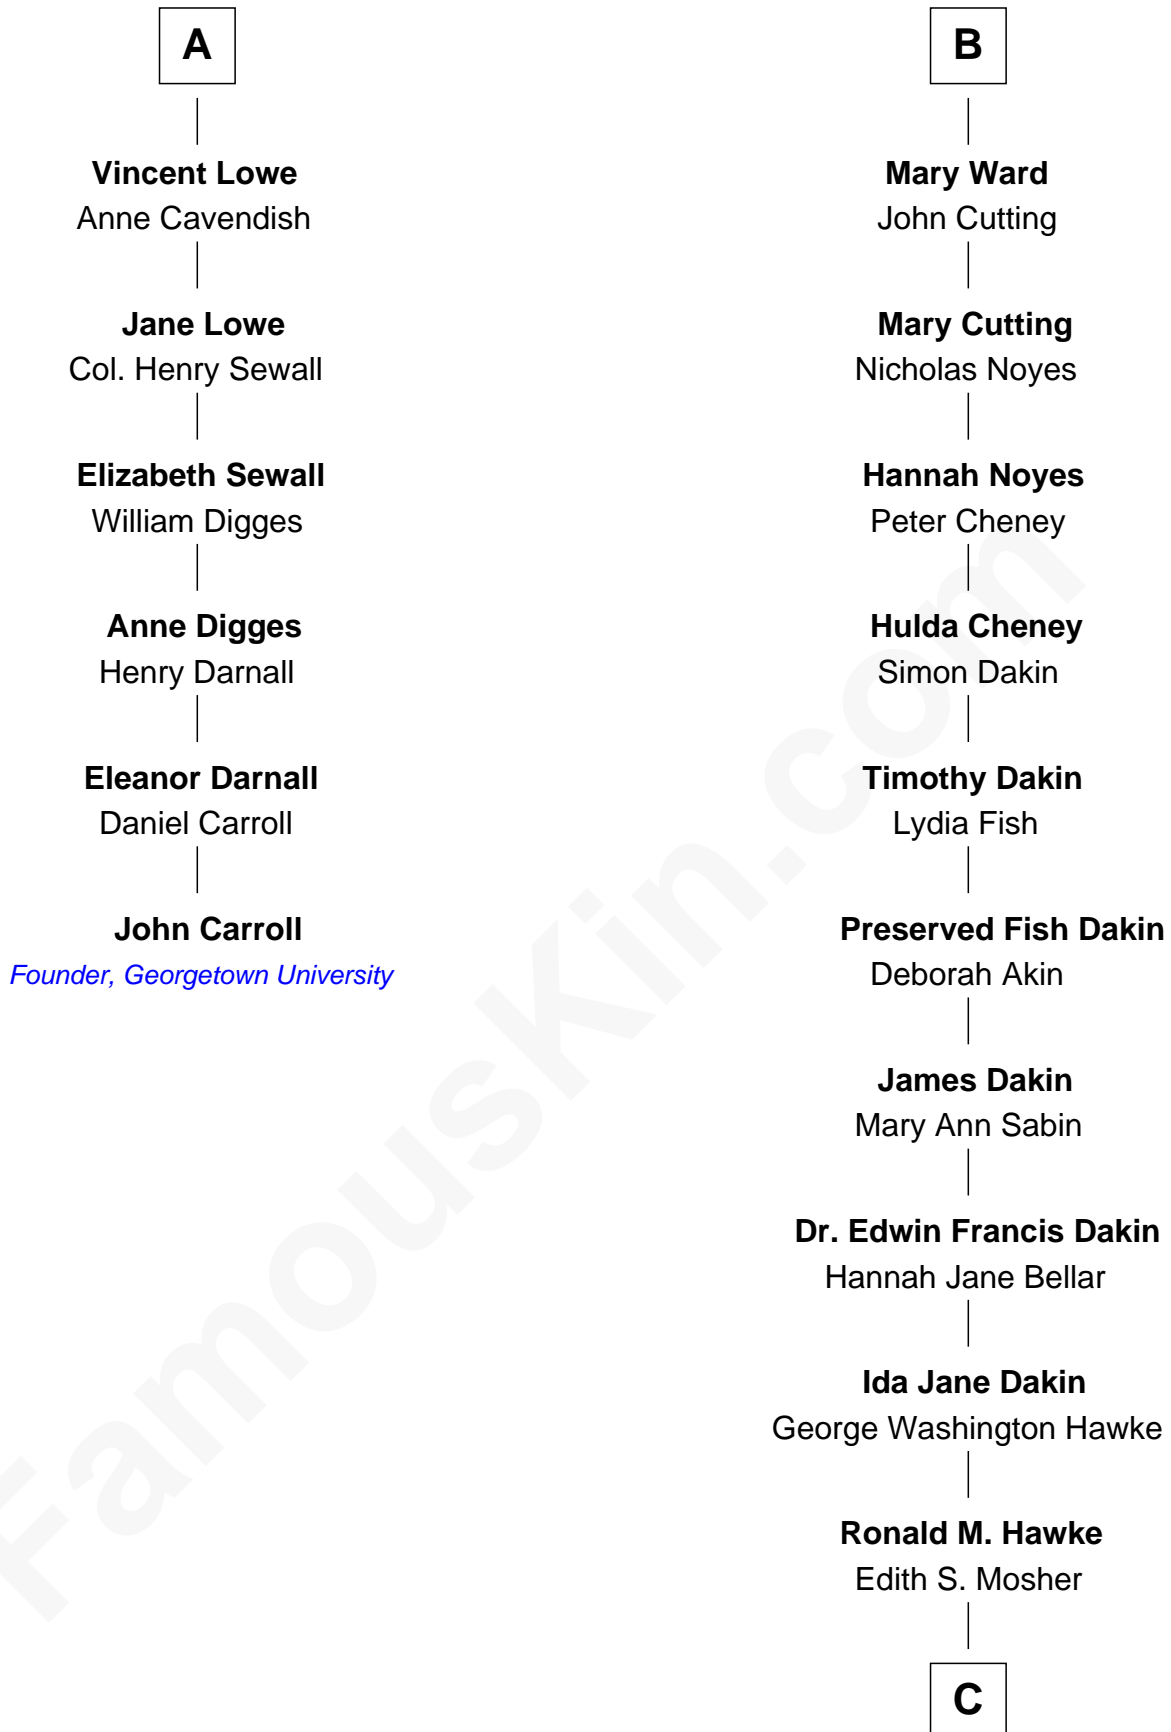 A
Vincent Lowe
Anne Cavendish
Jane Lowe
Col. Henry Sewall
Elizabeth Sewall
William Digges
Anne Digges
Henry Darnall
Eleanor Darnall
Daniel Carroll
John Carroll
Founder, Georgetown University
B
Mary Ward
John Cutting
Mary Cutting
Nicholas Noyes
Hannah Noyes
Peter Cheney
Hulda Cheney
Simon Dakin
Timothy Dakin
Lydia Fish
Preserved Fish Dakin
Deborah Akin
James Dakin
Mary Ann Sabin
Dr. Edwin Francis Dakin
Hannah Jane Bellar
Ida Jane Dakin
George Washington Hawke
Ronald M. Hawke
Edith S. Mosher
C
FamousKin.com